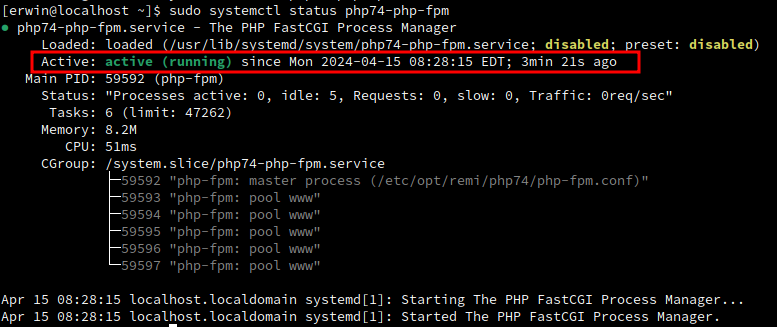 [erwin@localhost ~]$ sudo systemctl status php74-php-fpm
● php74-php-fpm.service - The PHP FastCGI Process Manager
Loaded: loaded (/usr/lib/systemd/system/php74-php-fpm.service; disabled; preset: disabled)
Active: active (running) since Mon 2024-04-15 08:28:15 EDT; 3min 21s ago
Main PID: 59592 (php-fpm)
Status: "Processes active: 0, idle: 5, Requests: 0, slow: 0, Traffic: 0req/sec"
Tasks: 6 (limit: 47262)
Memory: 8.2M
CPU: 51ms
CGroup: /system.slice/php74-php-fpm.service
├─59592 "php-fpm: master process (/etc/opt/remi/php74/php-fpm.conf)"
├─59593 "php-fpm: pool www"
├─59594 "php-fpm: pool www"
├─59595 "php-fpm: pool www"
├─59596 "php-fpm: pool www"
└─59597 "php-fpm: pool www"
Apr 15 08:28:15 localhost.localdomain systemd[1]: Starting The PHP FastCGI Process Manager...
Apr 15 08:28:15 localhost.localdomain systemd[1]: Started The PHP FastCGI Process Manager.